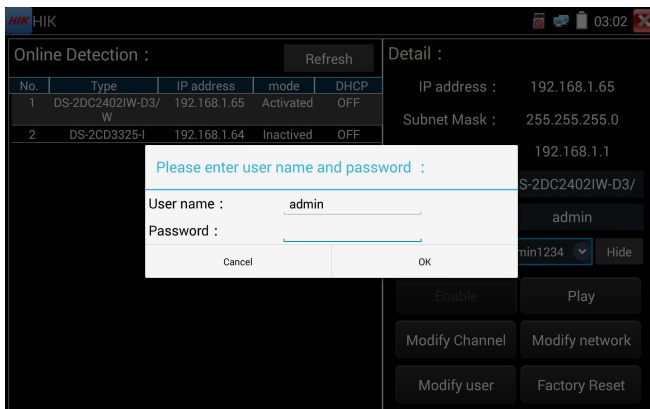 HIK HIK 03:02
Online Detection :
Refresh
No. Type IP address mode DHCP
1 DS-2DC2402IW-D3/W 192.168.1.65 Activated OFF
2 DS-2CD3325-I 192.168.1.64 Inactived OFF
Detail :
IP address : 192.168.1.65
Subnet Mask : 255.255.255.0
192.168.1.1
S-2DC2402IW-D3/
admin
min1234 Hide
Enable Play
Modify Channel Modify network
Modify user Factory Reset
Please enter user name and password :
User name : admin
Password :
Cancel OK